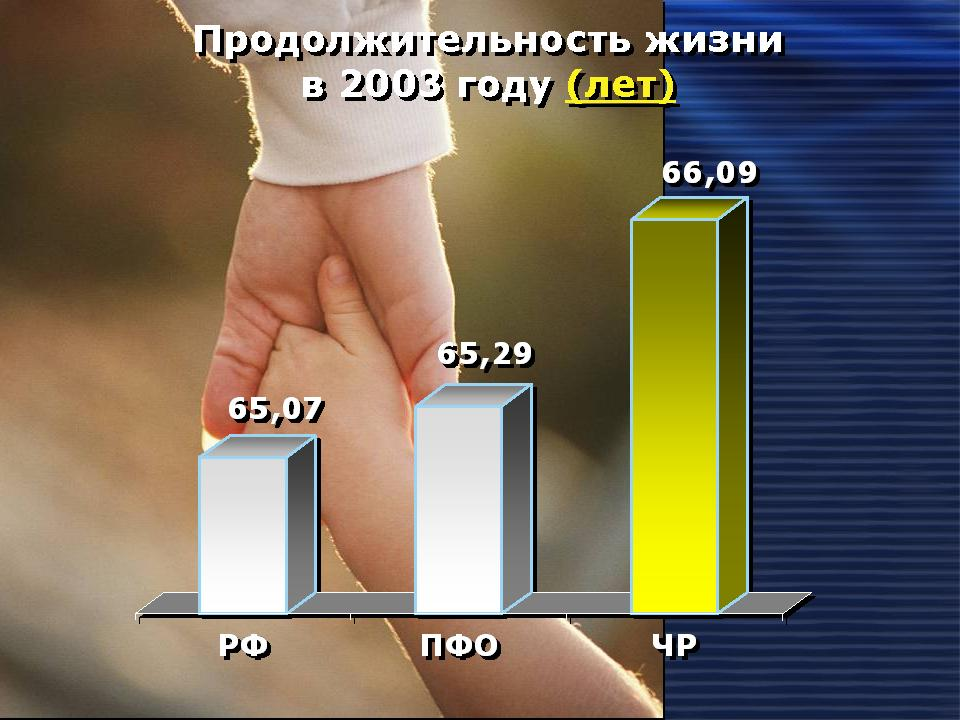 Продолжительность жизни
в 2003 году (лет)
66,09
65,29
65,07
РФ ПФО ЧР